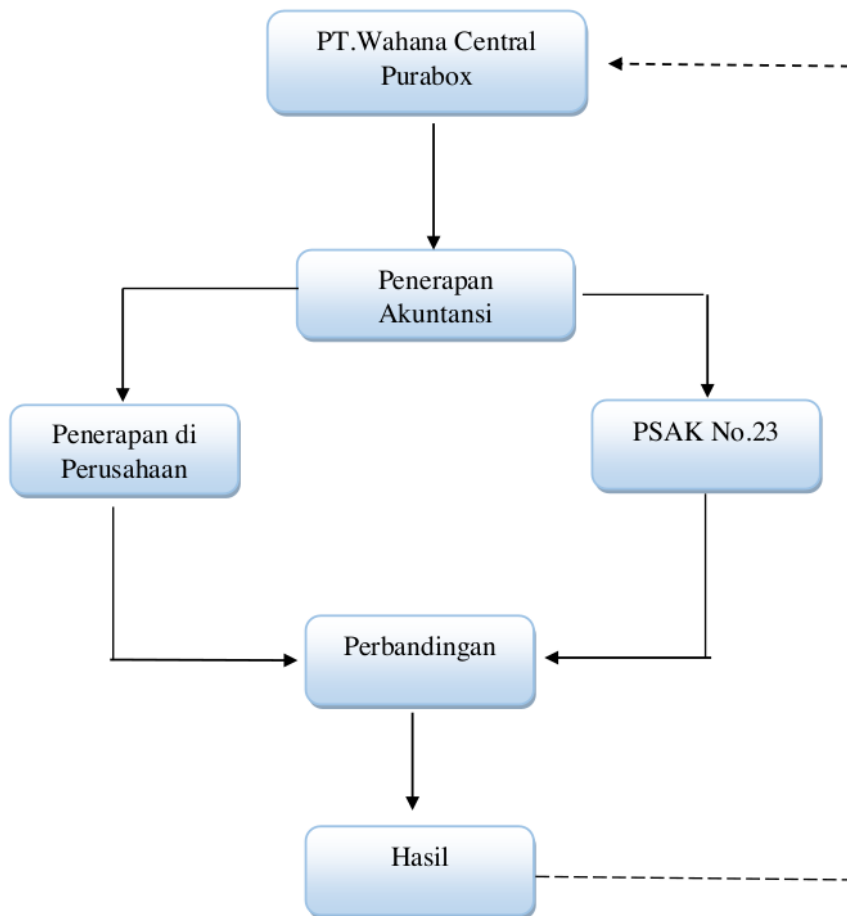 PT.Wahana Central
Purabox
Penerapan
Akuntansi
Penerapan di
Perusahaan
PSAK No.23
Perbandingan
Hasil